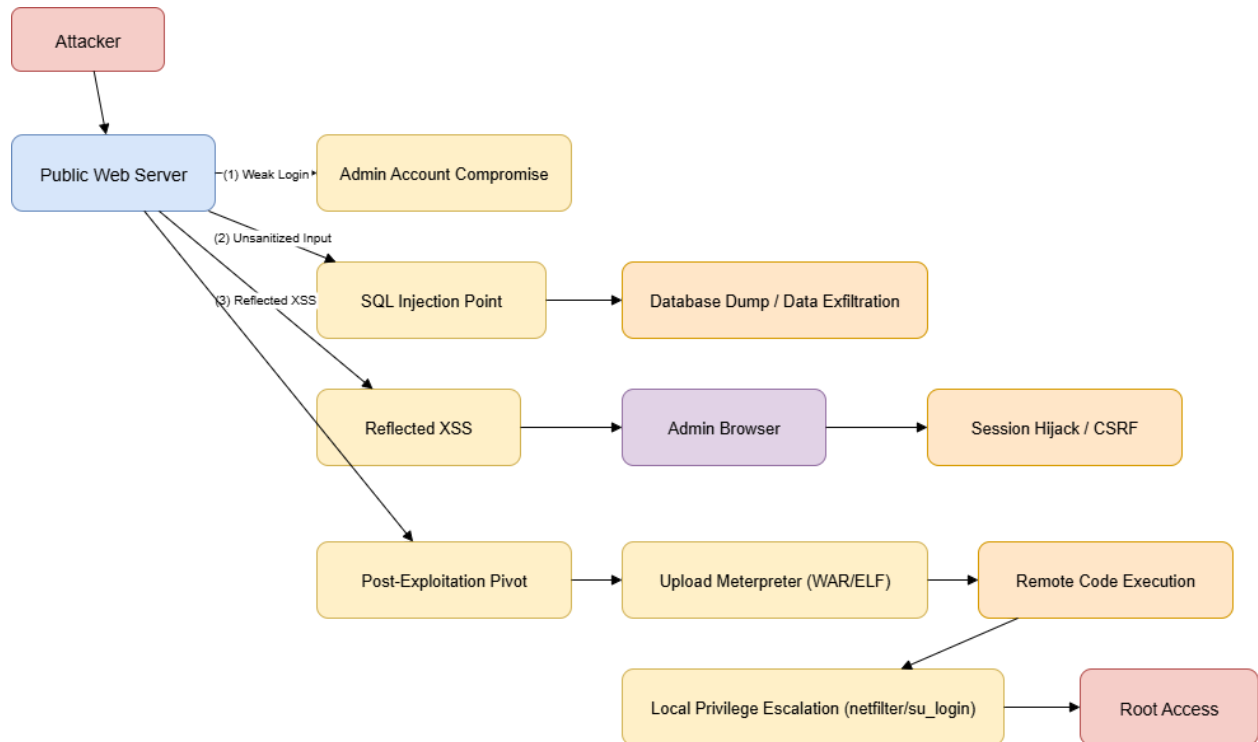 Attacker
Public Web Server
(1) Weak Login
Admin Account Compromise
(2) Unsanitized Input
SQL Injection Point
Database Dump / Data Exfiltration
(3) Reflected XSS
Reflected XSS
Admin Browser
Session Hijack / CSRF
Post-Exploitation Pivot
Upload Meterpreter (WAR/ELF)
Remote Code Execution
Local Privilege Escalation (netfilter/su_login)
Root Access